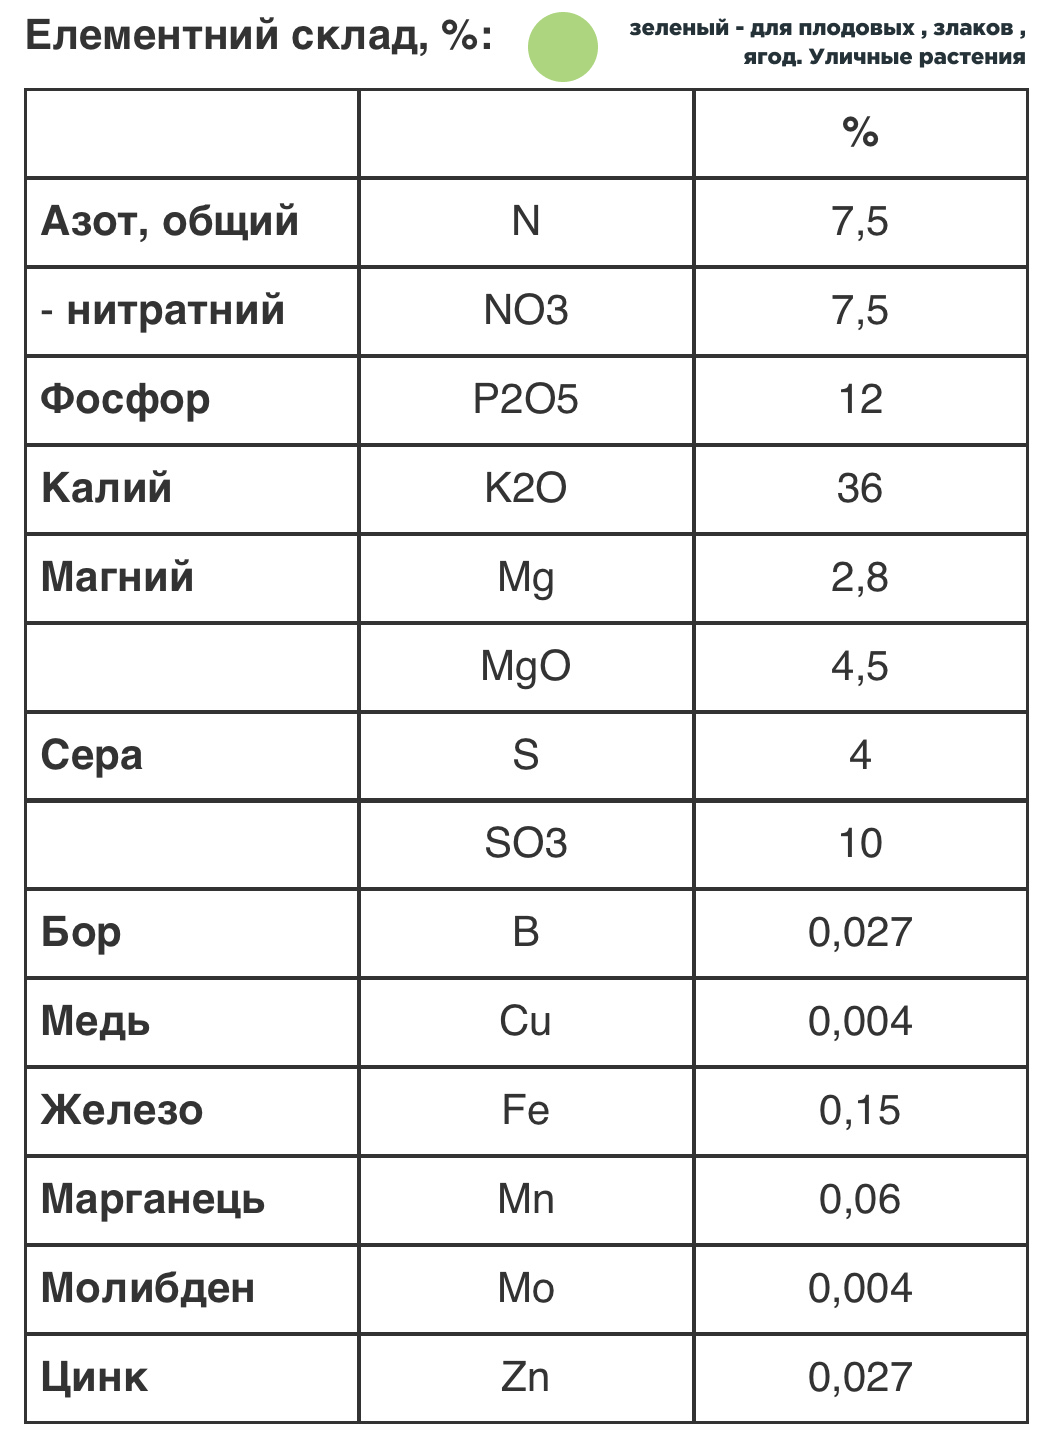 Елементний склад, %:
зеленый - для плодовых , злаков ,
ягод. Уличные растения
%
Азот, общий N 7,5
- нитратний NO3 7,5
Фосфор P2O5 12
Калий K2O 36
Магний Mg 2,8
MgO 4,5
Сера S 4
SO3 10
Бор B 0,027
Медь Cu 0,004
Железо Fe 0,15
Марганець Mn 0,06
Молибден Mo 0,004
Цинк Zn 0,027